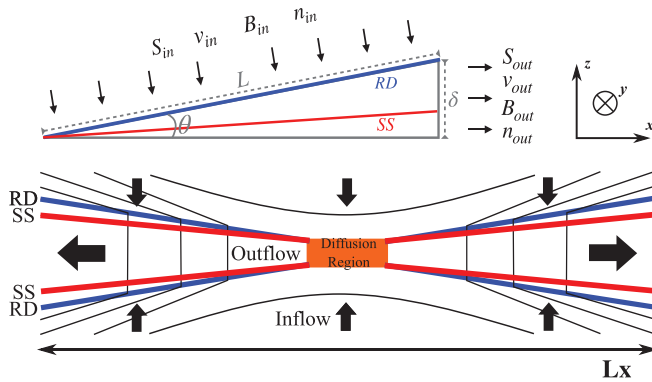 S_in v_in B_in n_in
L
RD
SS
θ
δ
S_out
v_out
B_out
n_out
z
y
x
RD
SS
Diffusion
Region
Outflow
SS
RD
Inflow
Lx